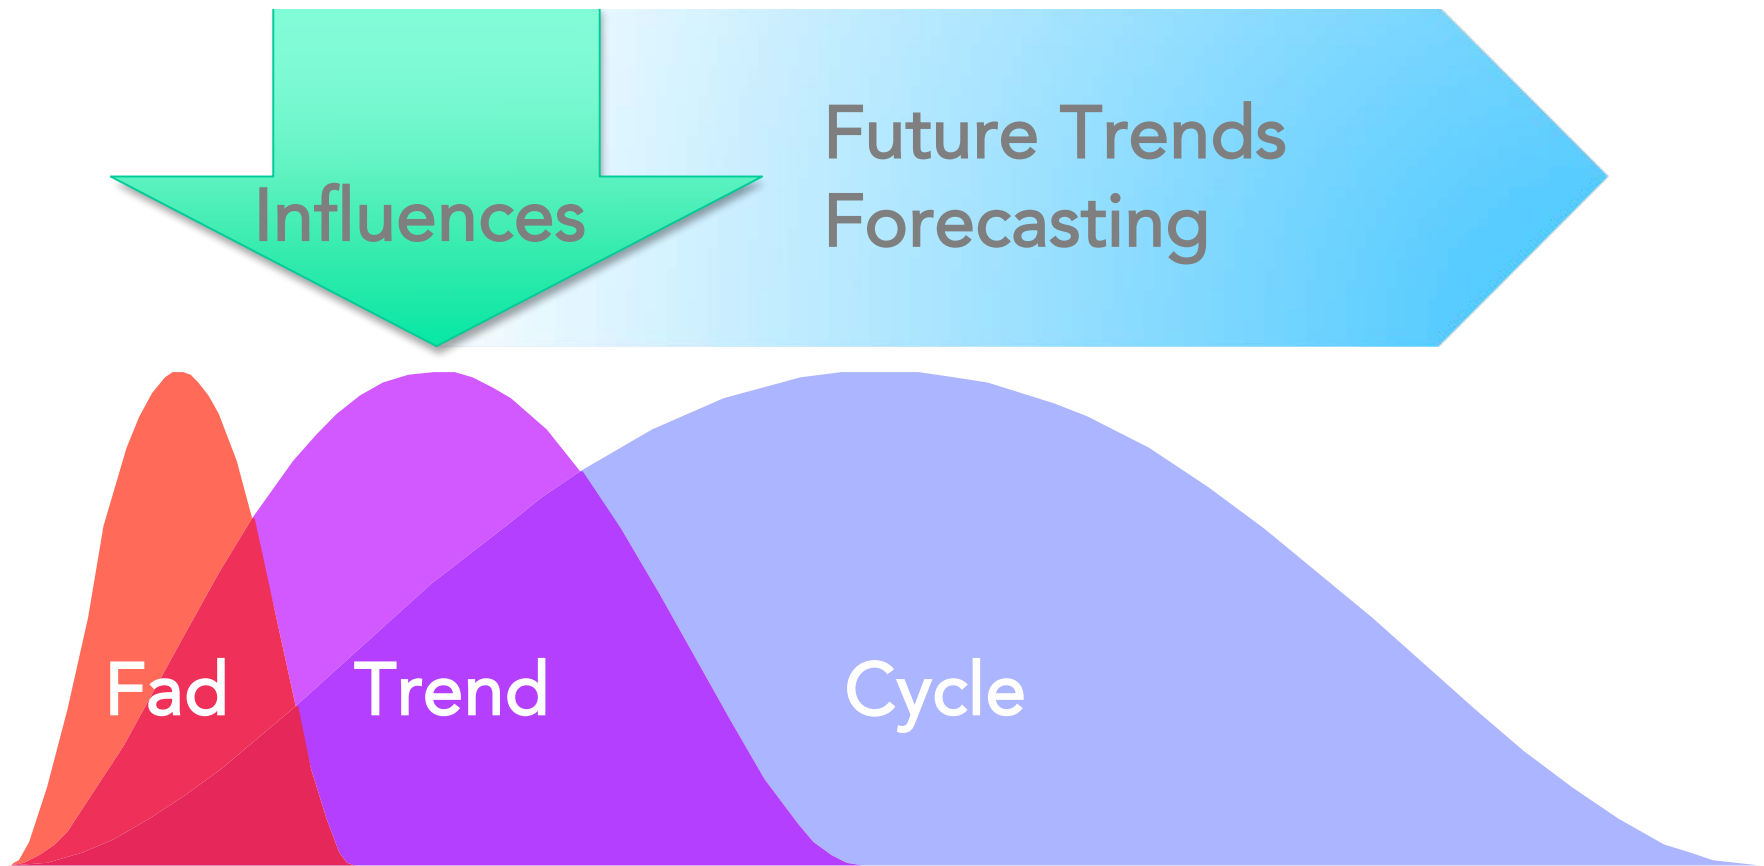 Influences
Future Trends
Forecasting
Fad
Trend
Cycle